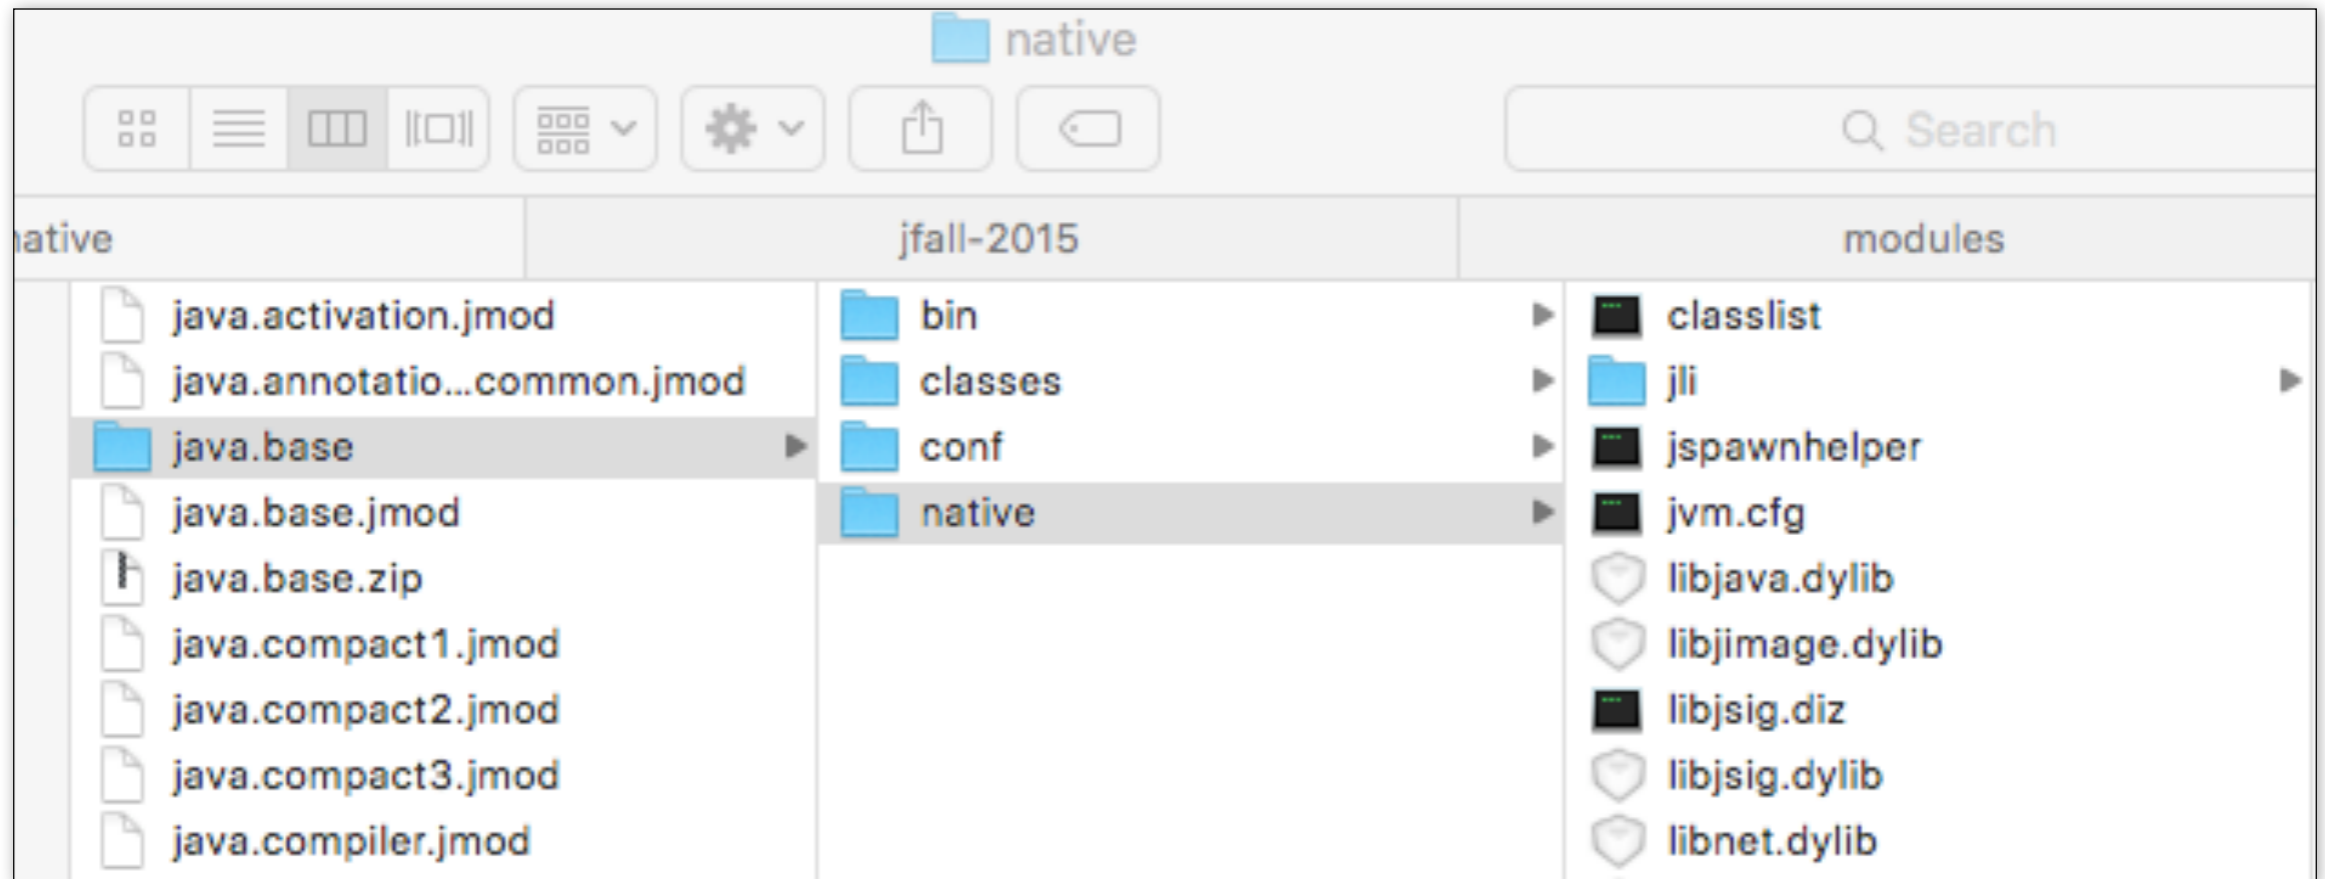 native
Search
native
jfall-2015
modules
java.activation.jmod
java.annotatio...common.jmod
java.base
java.base.jmod
java.base.zip
java.compact1.jmod
java.compact2.jmod
java.compact3.jmod
java.compiler.jmod
bin
classes
conf
native
classlist
jli
jspawnhelper
jvm.cfg
libjava.dylib
libjimage.dylib
libjsig.diz
libjsig.dylib
libnet.dylib